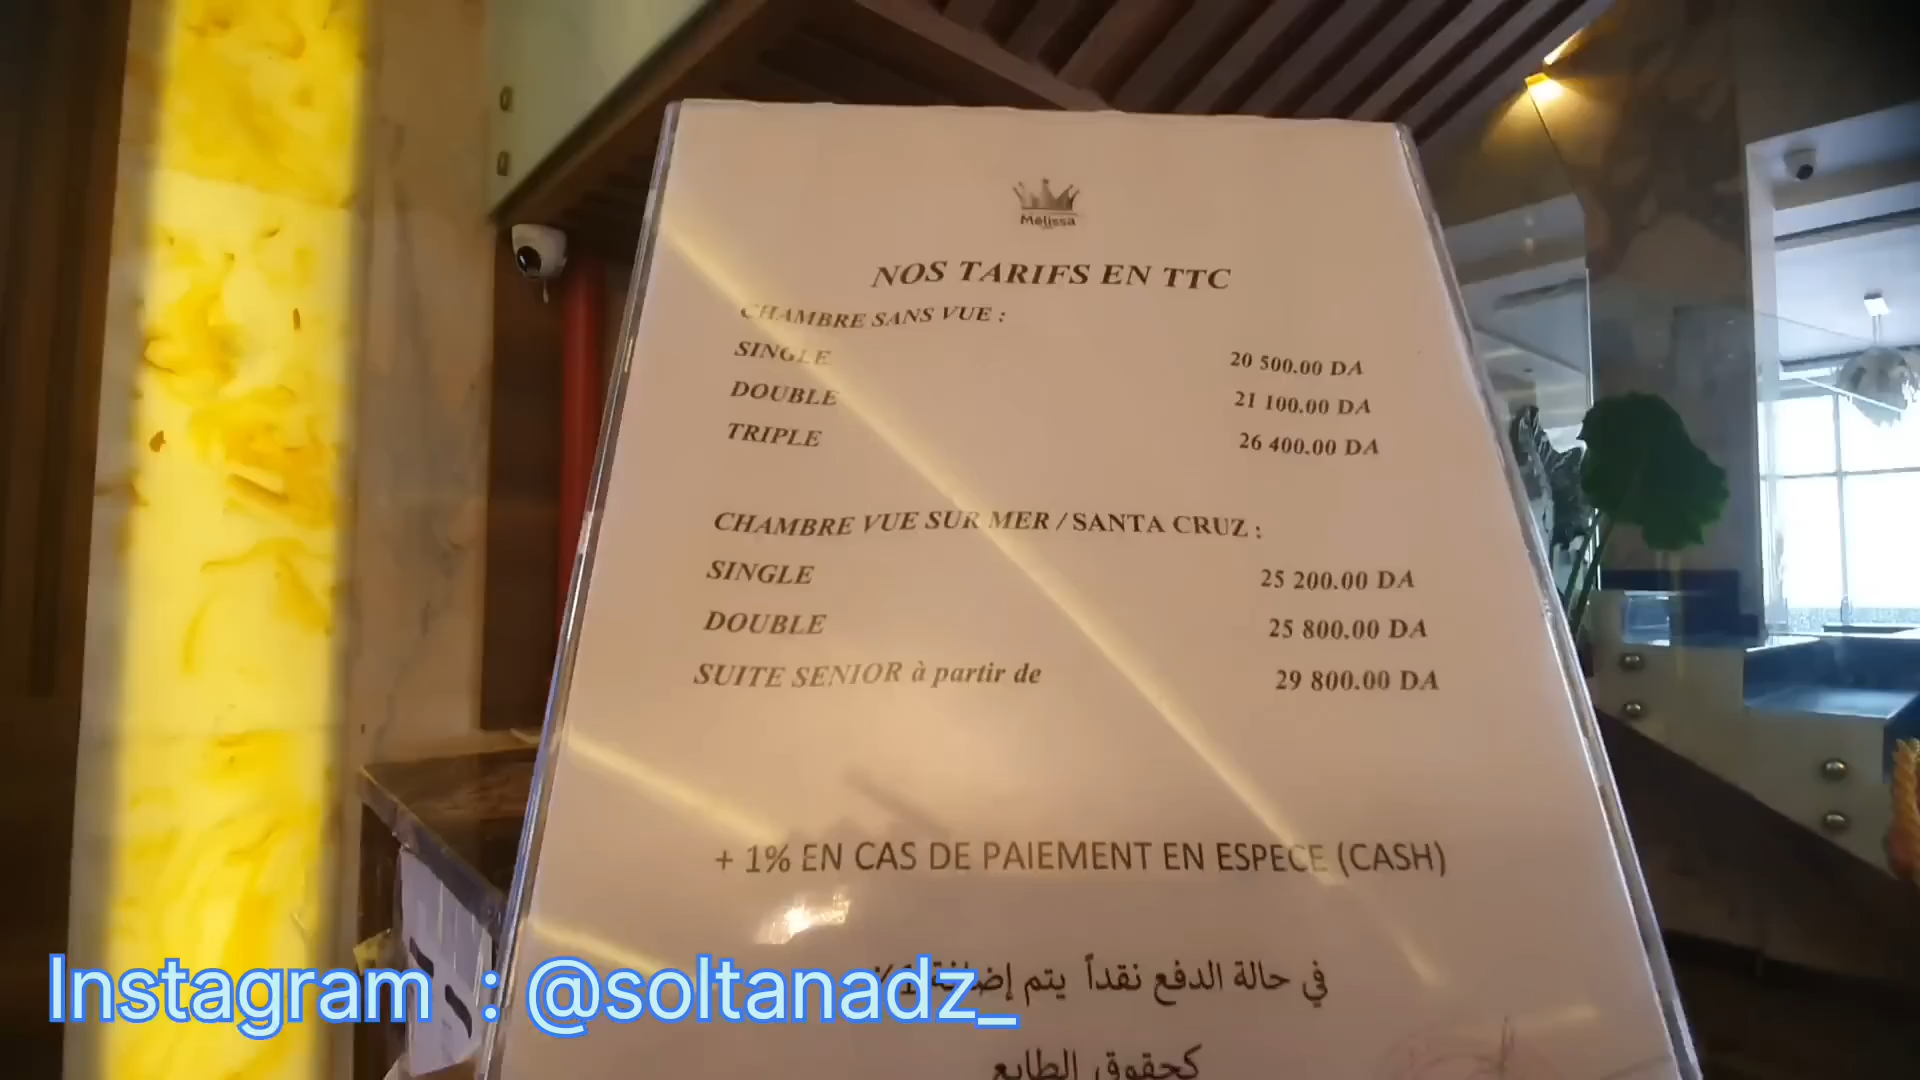 Melissa
NOS TARIFS EN TTC
CHAMBRE SANS VUE :
SINGLE 20 500.00 DA
DOUBLE 21 100.00 DA
TRIPLE 26 400.00 DA
CHAMBRE VUE SUR MER / SANTA CRUZ :
SINGLE 25 200.00 DA
DOUBLE 25 800.00 DA
SUITE SENIOR à partir de 29 800.00 DA
+ 1% EN CAS DE PAIEMENT EN ESPECE (CASH)
في حالة الدفع نقداً يتم إضافة
كحقوق الطابع
Instagram : @soltanadz_